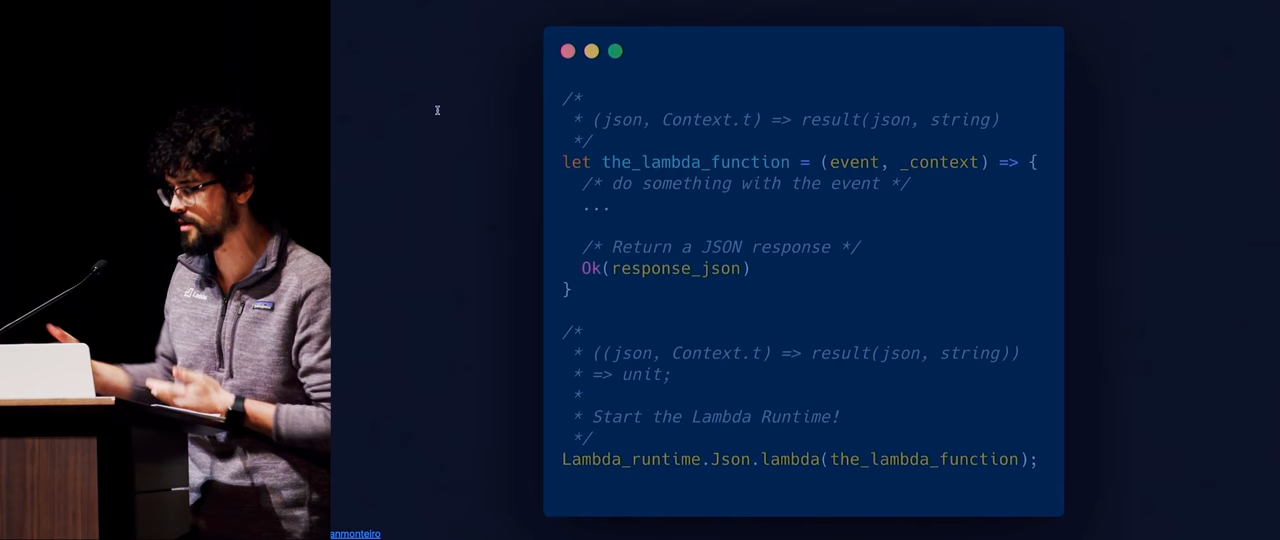 /*
* (json, Context.t) => result(json, string)
*/
let the_lambda_function = (event, _context) => {
/* do something with the event */
...
/* Return a JSON response */
Ok(response_json)
}
/*
* ((json, Context.t) => result(json, string))
* => unit;
*
* Start the Lambda Runtime!
*/
Lambda_runtime.Json.lambda(the_lambda_function);
anmonteiro